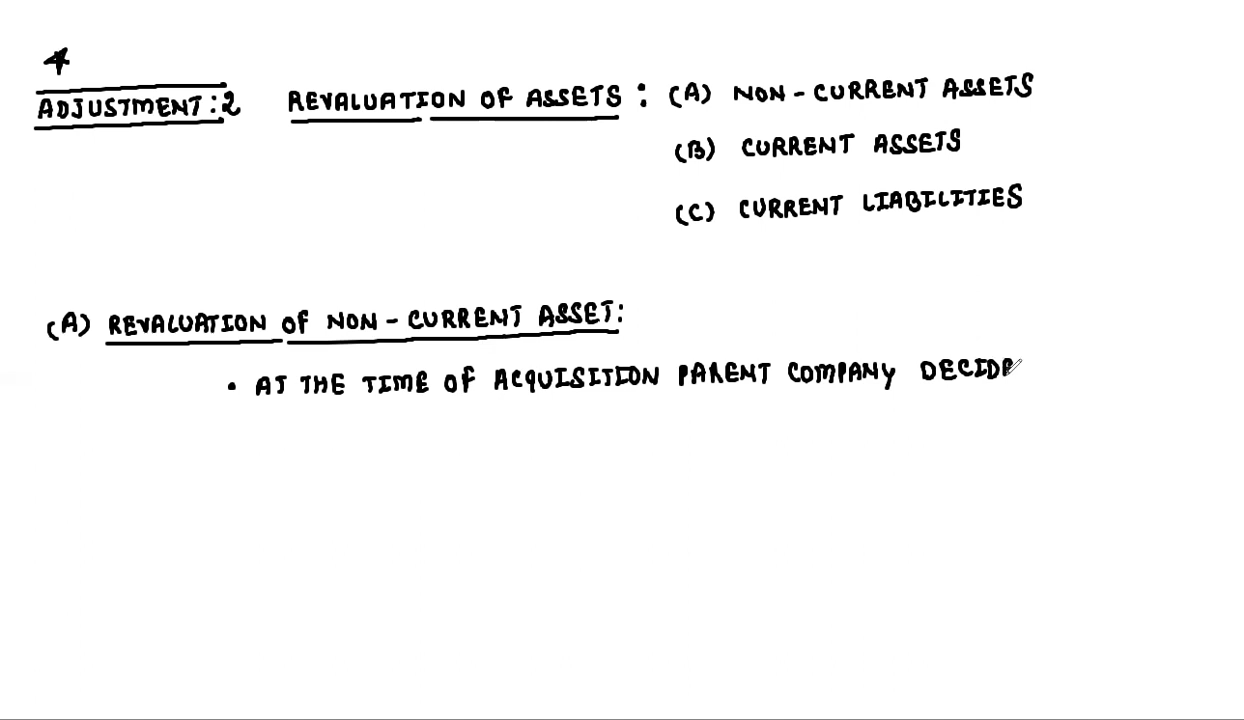 ADJUSTMENT:2 REVALUATION OF ASSETS : (A) NON-CURRENT ASSETS
(B) CURRENT ASSETS
(C) CURRENT LIABILITIES
(A) REVALUATION OF NON-CURRENT ASSET:
• AT THE TIME OF ACQUISITION PARENT COMPANY DECIDE